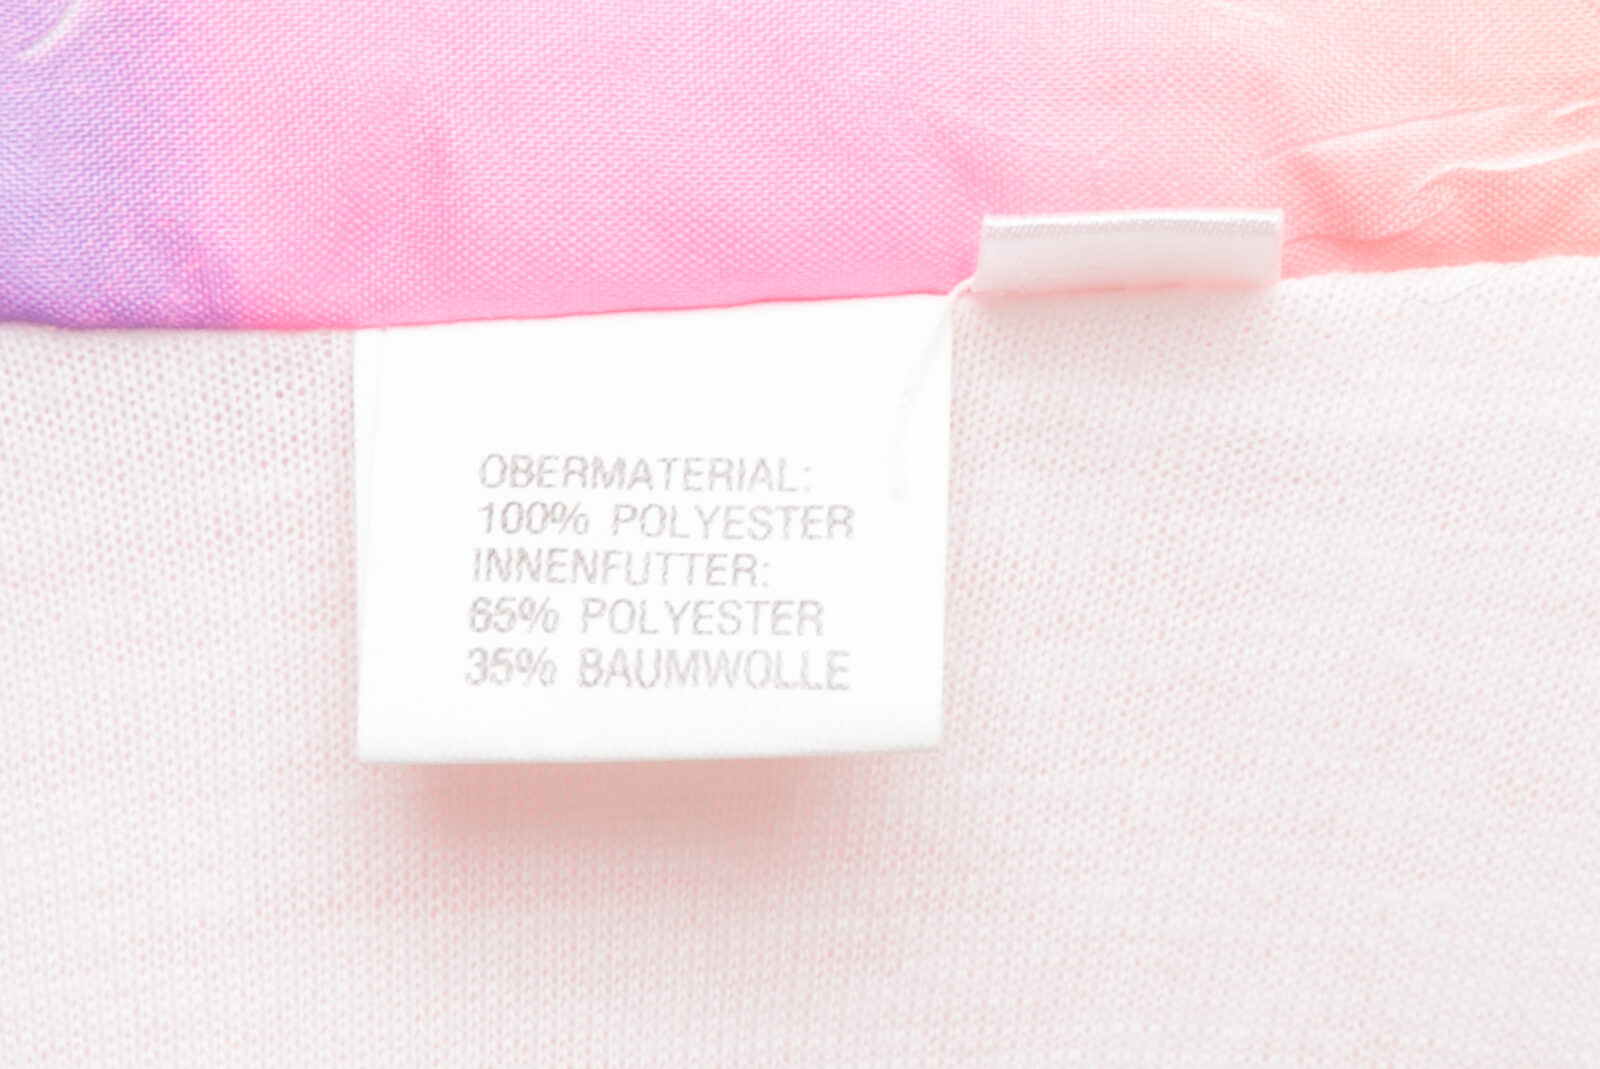 OBERMATERIAL:
100% POLYESTER
INNENFUTTER:
65% POLYESTER
35% BAUMWOLLE